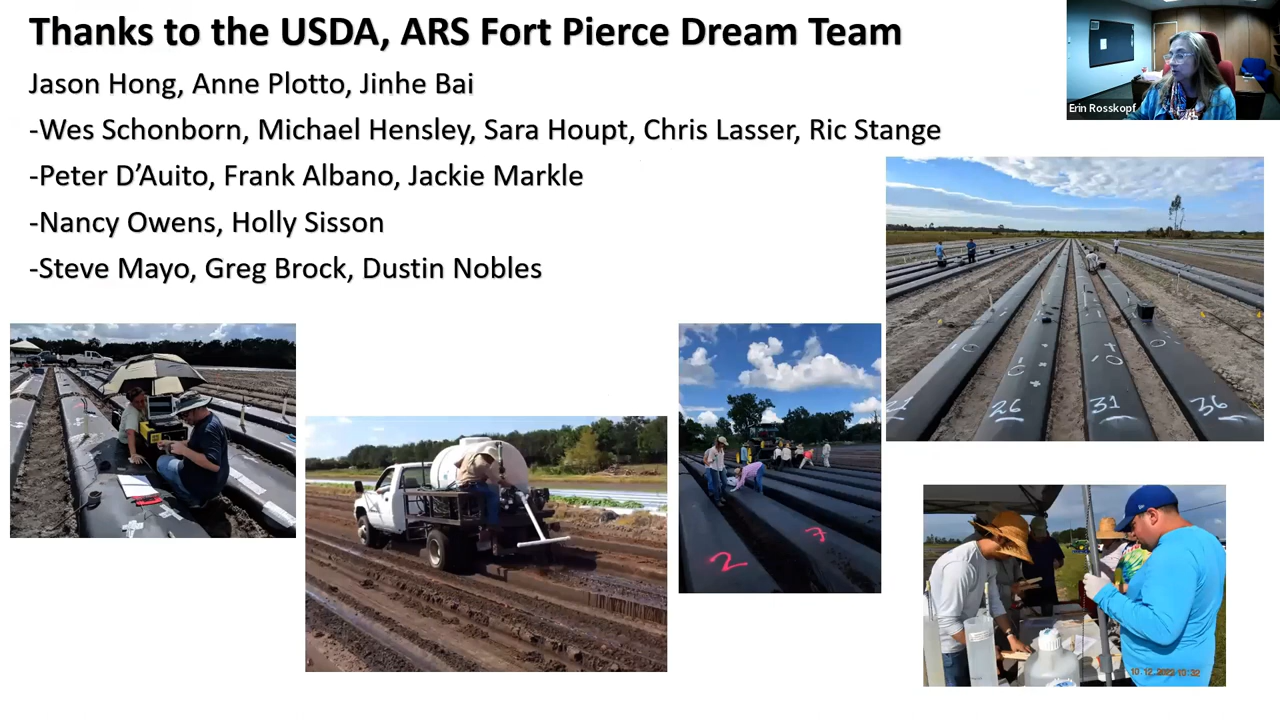 Thanks to the USDA, ARS Fort Pierce Dream Team
Jason Hong, Anne Plotto, Jinhe Bai
-Wes Schonborn, Michael Hensley, Sara Houpt, Chris Lasser, Ric Stange
-Peter D’Auito, Frank Albano, Jackie Markle
-Nancy Owens, Holly Sisson
-Steve Mayo, Greg Brock, Dustin Nobles
Erin Rosskopf
26 31 36
10
2 7